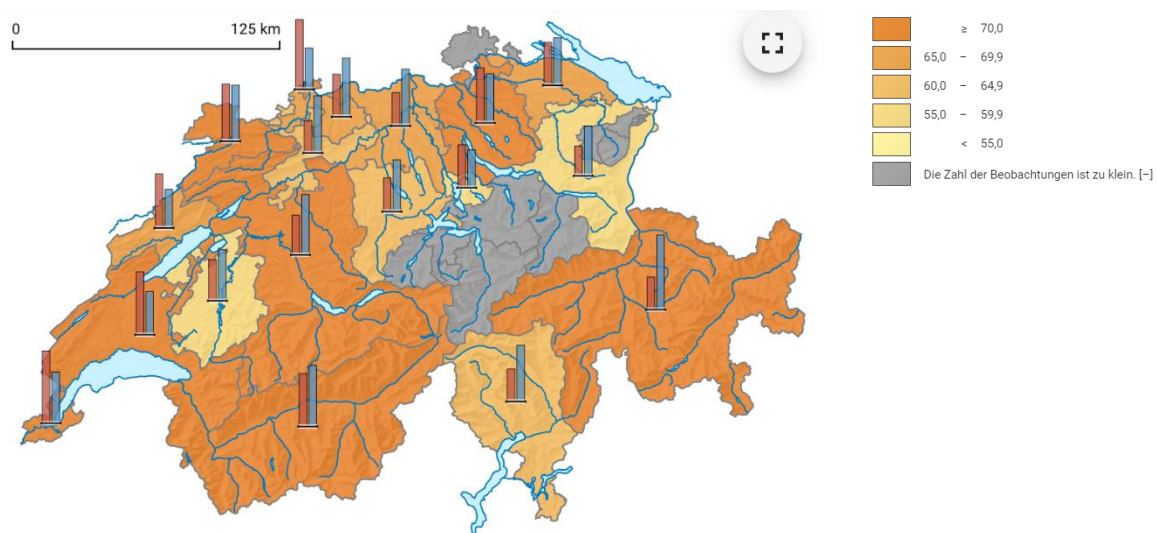 0 125 km
≥ 70,0
65,0 – 69,9
60,0 – 64,9
55,0 – 59,9
< 55,0
Die Zahl der Beobachtungen ist zu klein. [–]